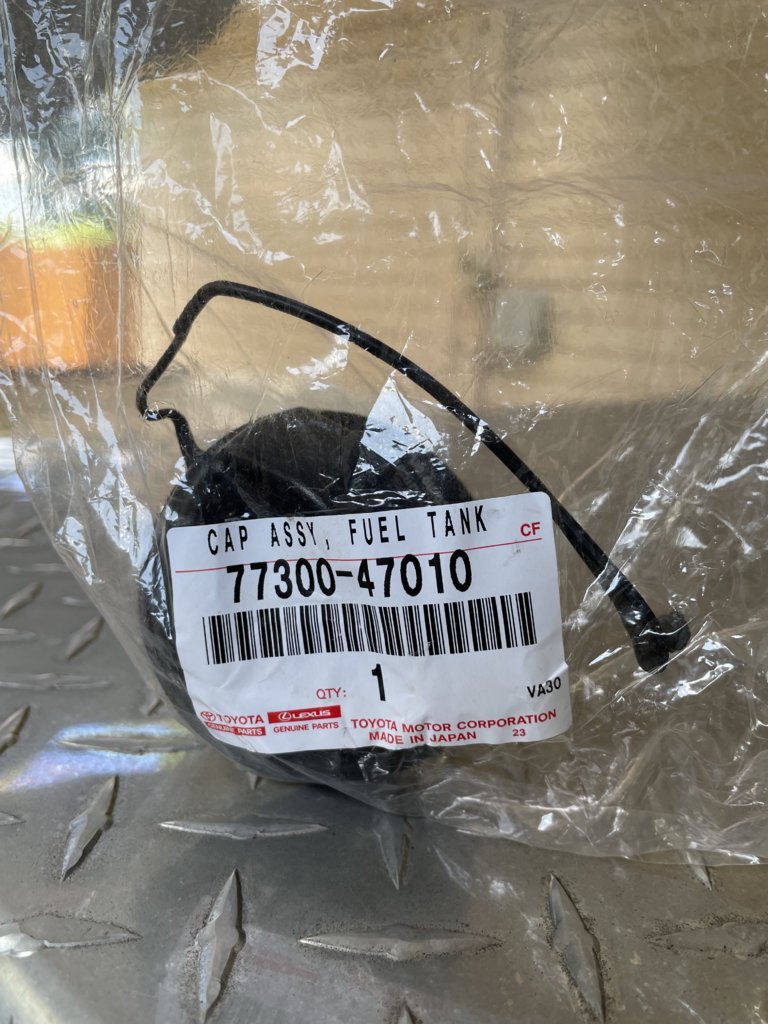 CAP ASSY, FUEL TANK
CF
77300-47010
QTY: 1
VA30
TOYOTA
GENUINE PARTS
LEXUS
GENUINE PARTS
TOYOTA MOTOR CORPORATION
MADE IN JAPAN 23